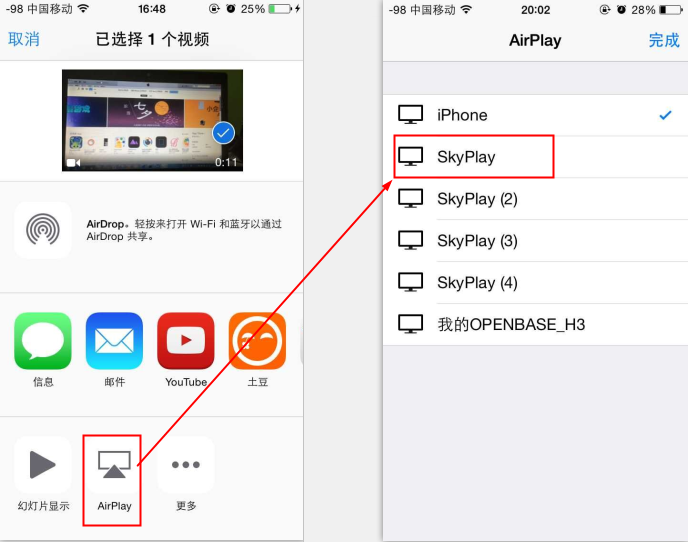 -98 中国移动 16:48 25%
取消 已选择 1 个视频
七夕
0:11
AirDrop。轻按来打开 Wi-Fi 和蓝牙以通过
AirDrop 共享。
信息 邮件 YouTube 土豆
幻灯片显示 AirPlay 更多
-98 中国移动 20:02 28%
AirPlay 完成
iPhone
SkyPlay
SkyPlay (2)
SkyPlay (3)
SkyPlay (4)
我的OPENBASE_H3